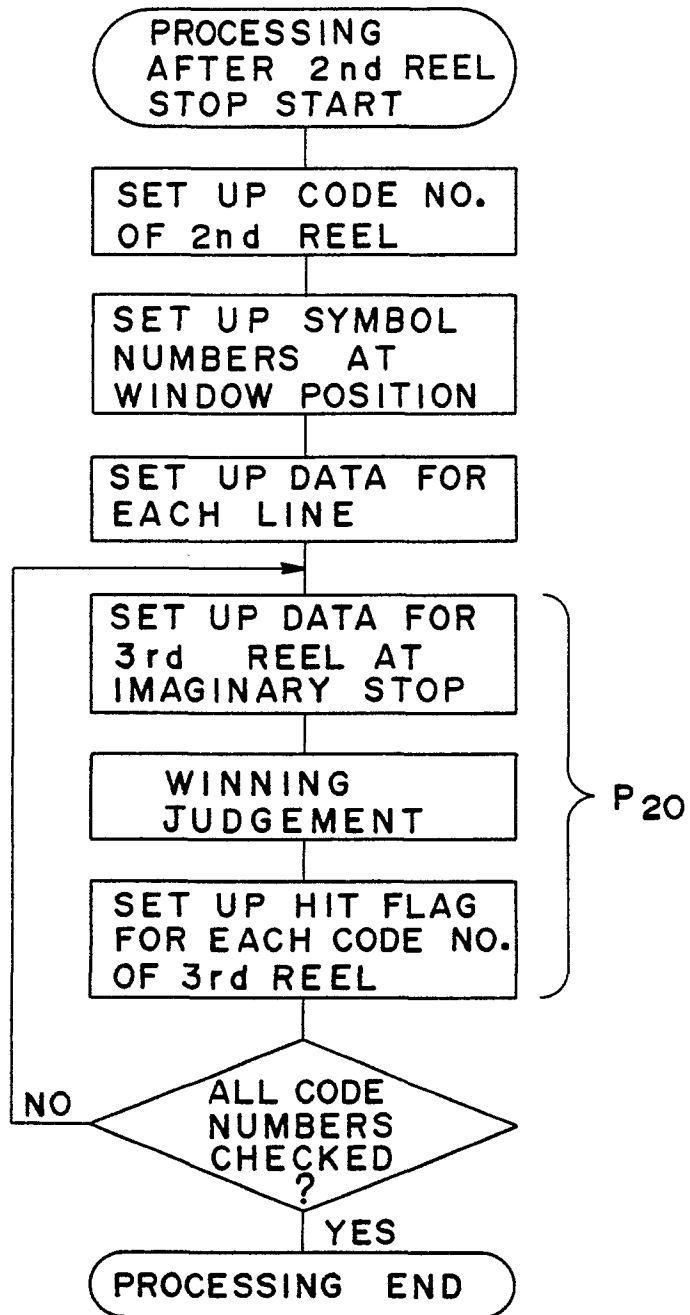 PROCESSING
AFTER 2nd REEL
STOP START
SET UP CODE NO.
OF 2nd REEL
SET UP SYMBOL
NUMBERS AT
WINDOW POSITION
SET UP DATA FOR
EACH LINE
SET UP DATA FOR
3rd REEL AT
IMAGINARY STOP
WINNING
JUDGEMENT
P20
SET UP HIT FLAG
FOR EACH CODE NO.
OF 3rd REEL
ALL CODE
NUMBERS
CHECKED
?
NO
YES
PROCESSING END